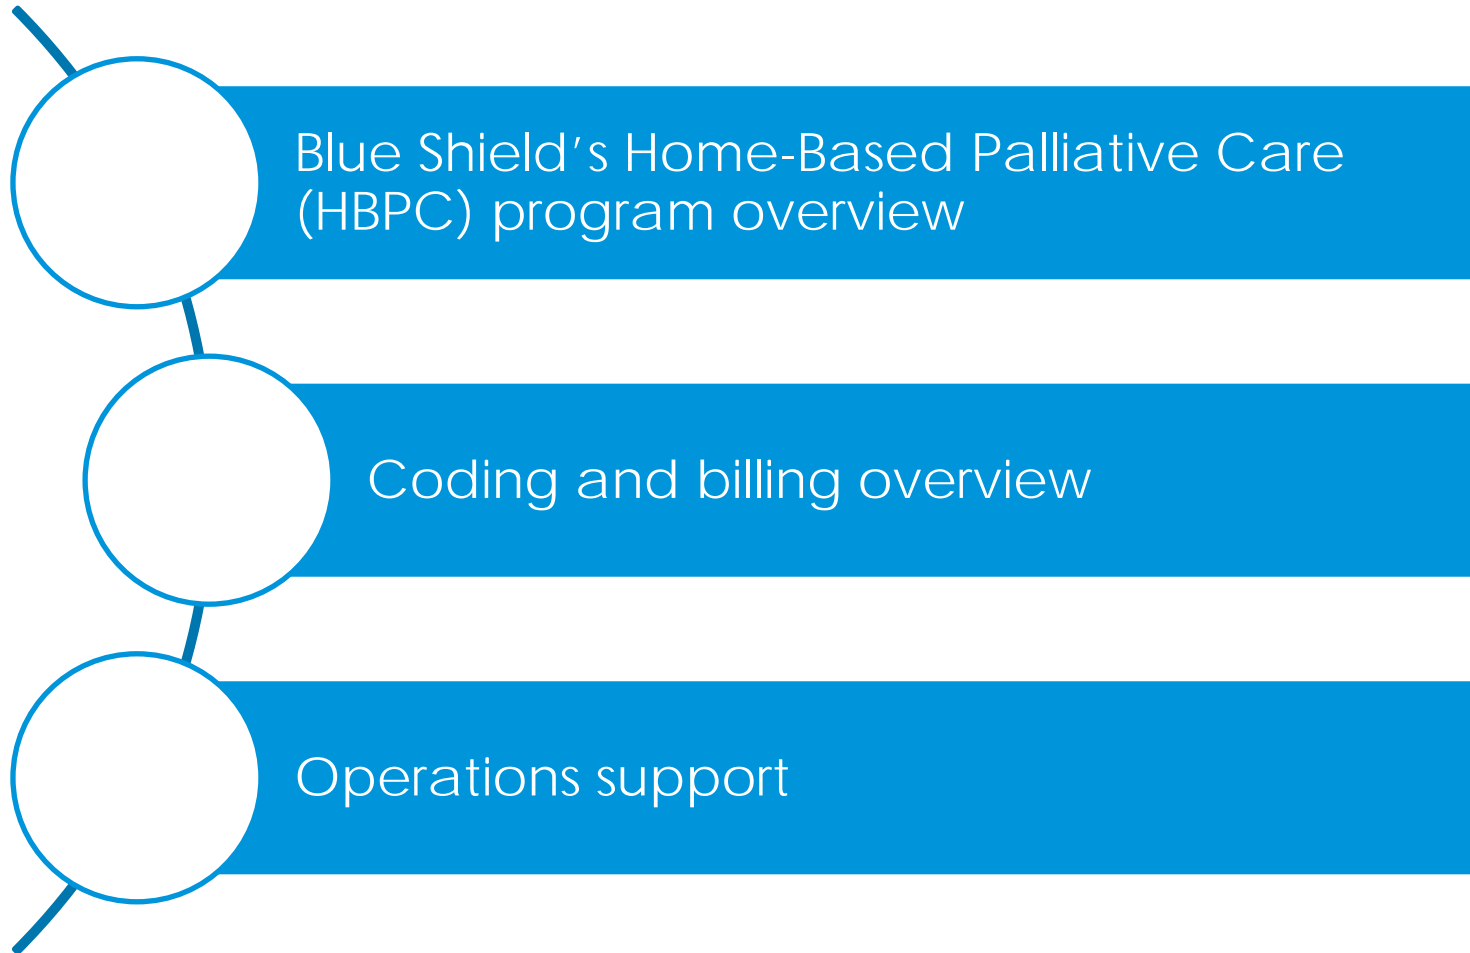 Blue Shield’s Home-Based Palliative Care
(HBPC) program overview
Coding and billing overview
Operations support